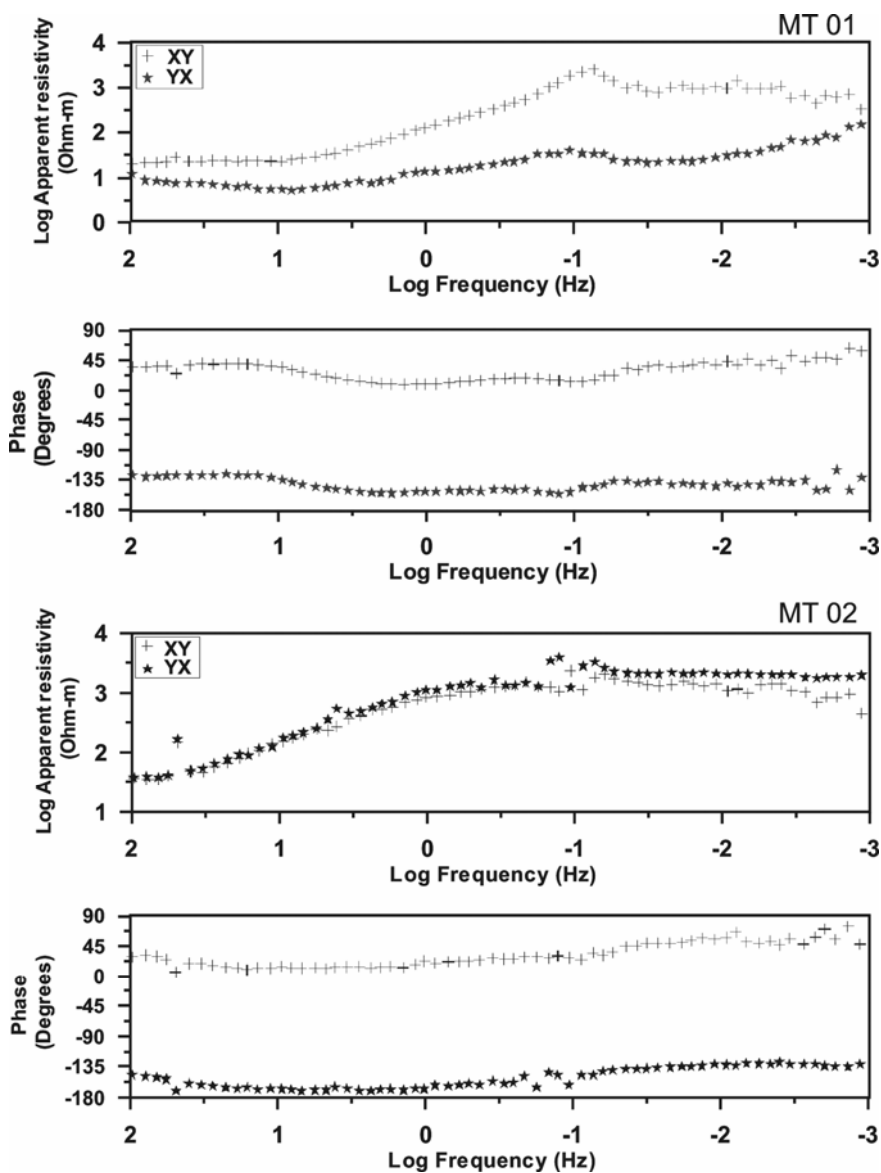 MT 01
4
XY
YX
3
2
1
0
Log Apparent resistivity
(Ohm-m)
2 1 0 -1 -2 -3
Log Frequency (Hz)
90
45
0
-45
-90
-135
-180
Phase
(Degrees)
2 1 0 -1 -2 -3
Log Frequency (Hz)
MT 02
4
XY
YX
3
2
1
Log Apparent resistivity
(Ohm-m)
2 1 0 -1 -2 -3
Log Frequency (Hz)
90
45
0
-45
-90
-135
-180
Phase
(Degrees)
2 1 0 -1 -2 -3
Log Frequency (Hz)